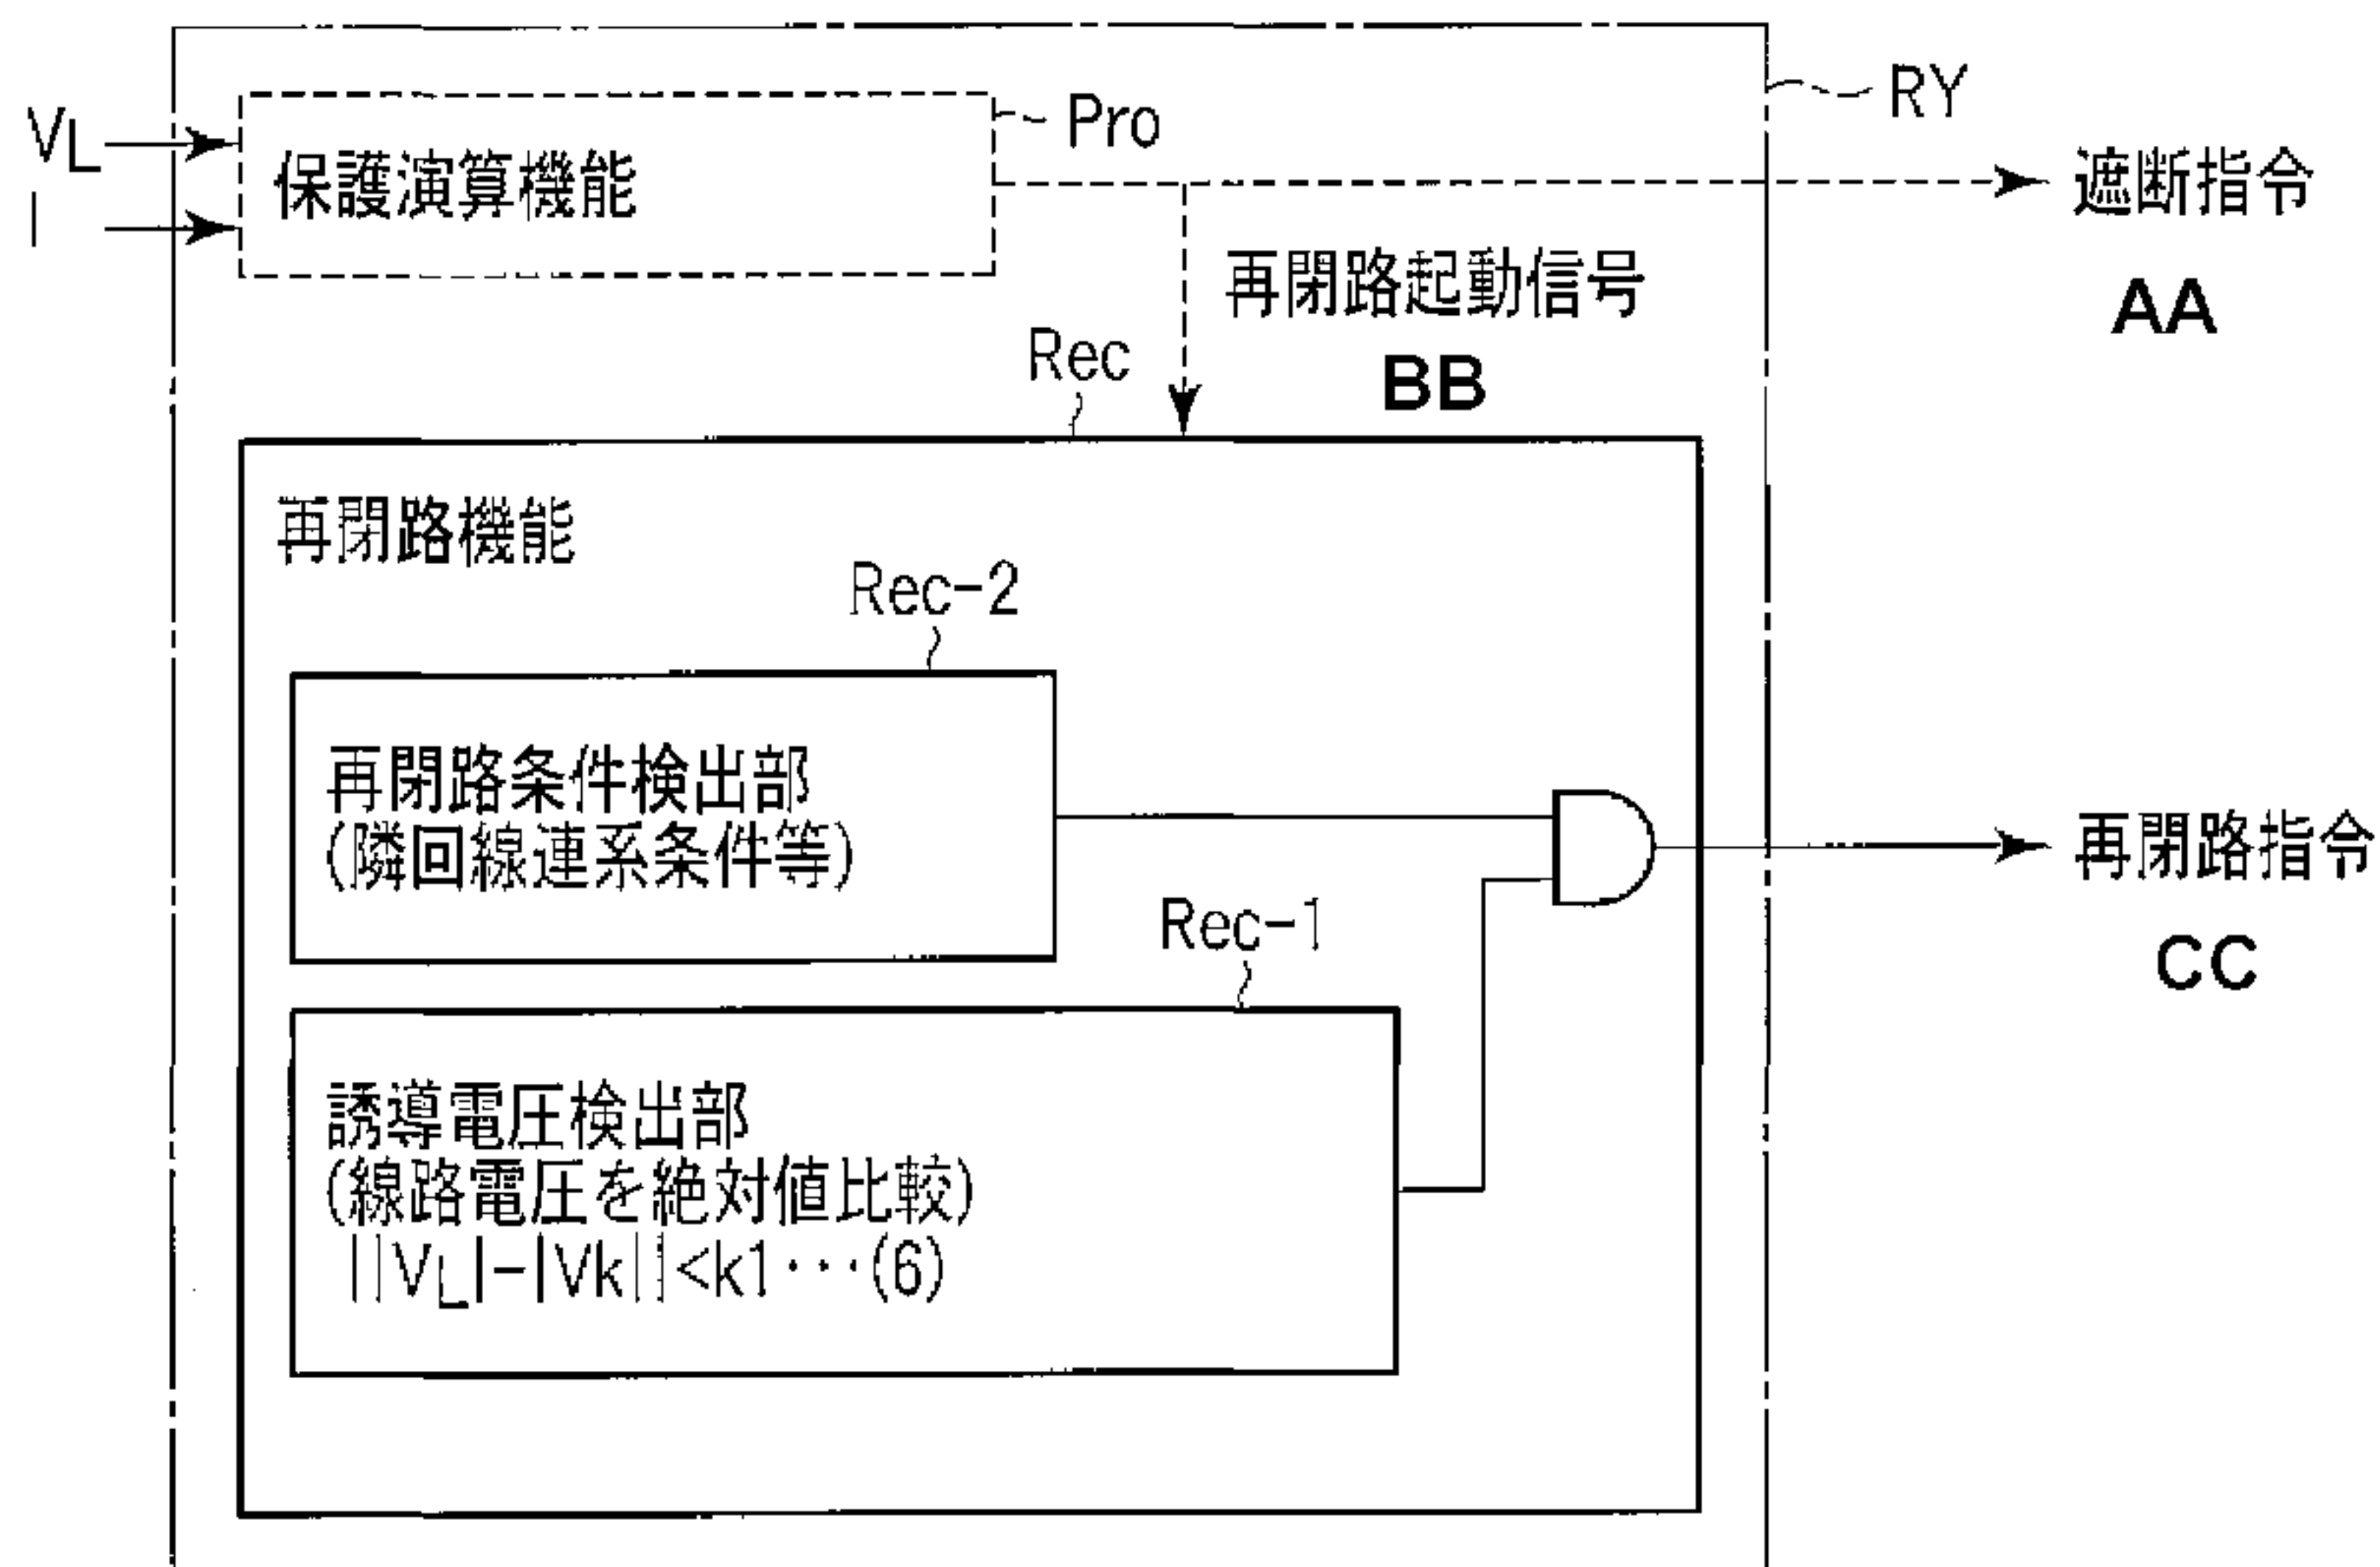 RY
Pro
VL
保護演算機能
I
遮断指令
AA
再閉路起動信号
BB
Rec
再閉路機能
Rec-2
再閉路条件検出部
(隣回線連系条件等)
再閉路指令
CC
Rec-1
誘導電圧検出部
(線路電圧を絶対値比較)
||VL|-|Vk||<k1・・・(6)